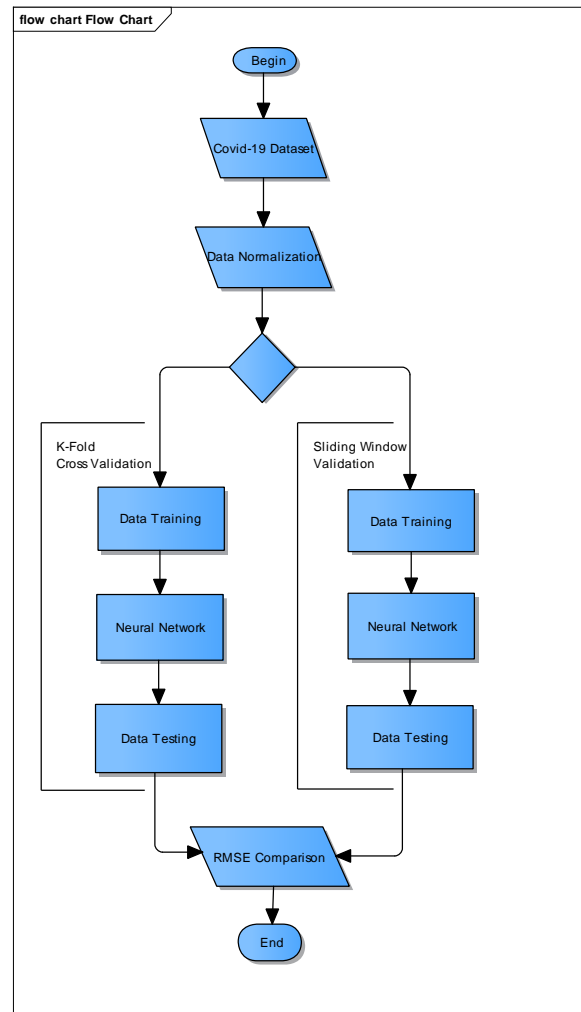 flow chart Flow Chart
Begin
Covid-19 Dataset
Data Normalization
K-Fold
Cross Validation
Data Training
Neural Network
Data Testing
Sliding Window
Validation
Data Training
Neural Network
Data Testing
RMSE Comparison
End